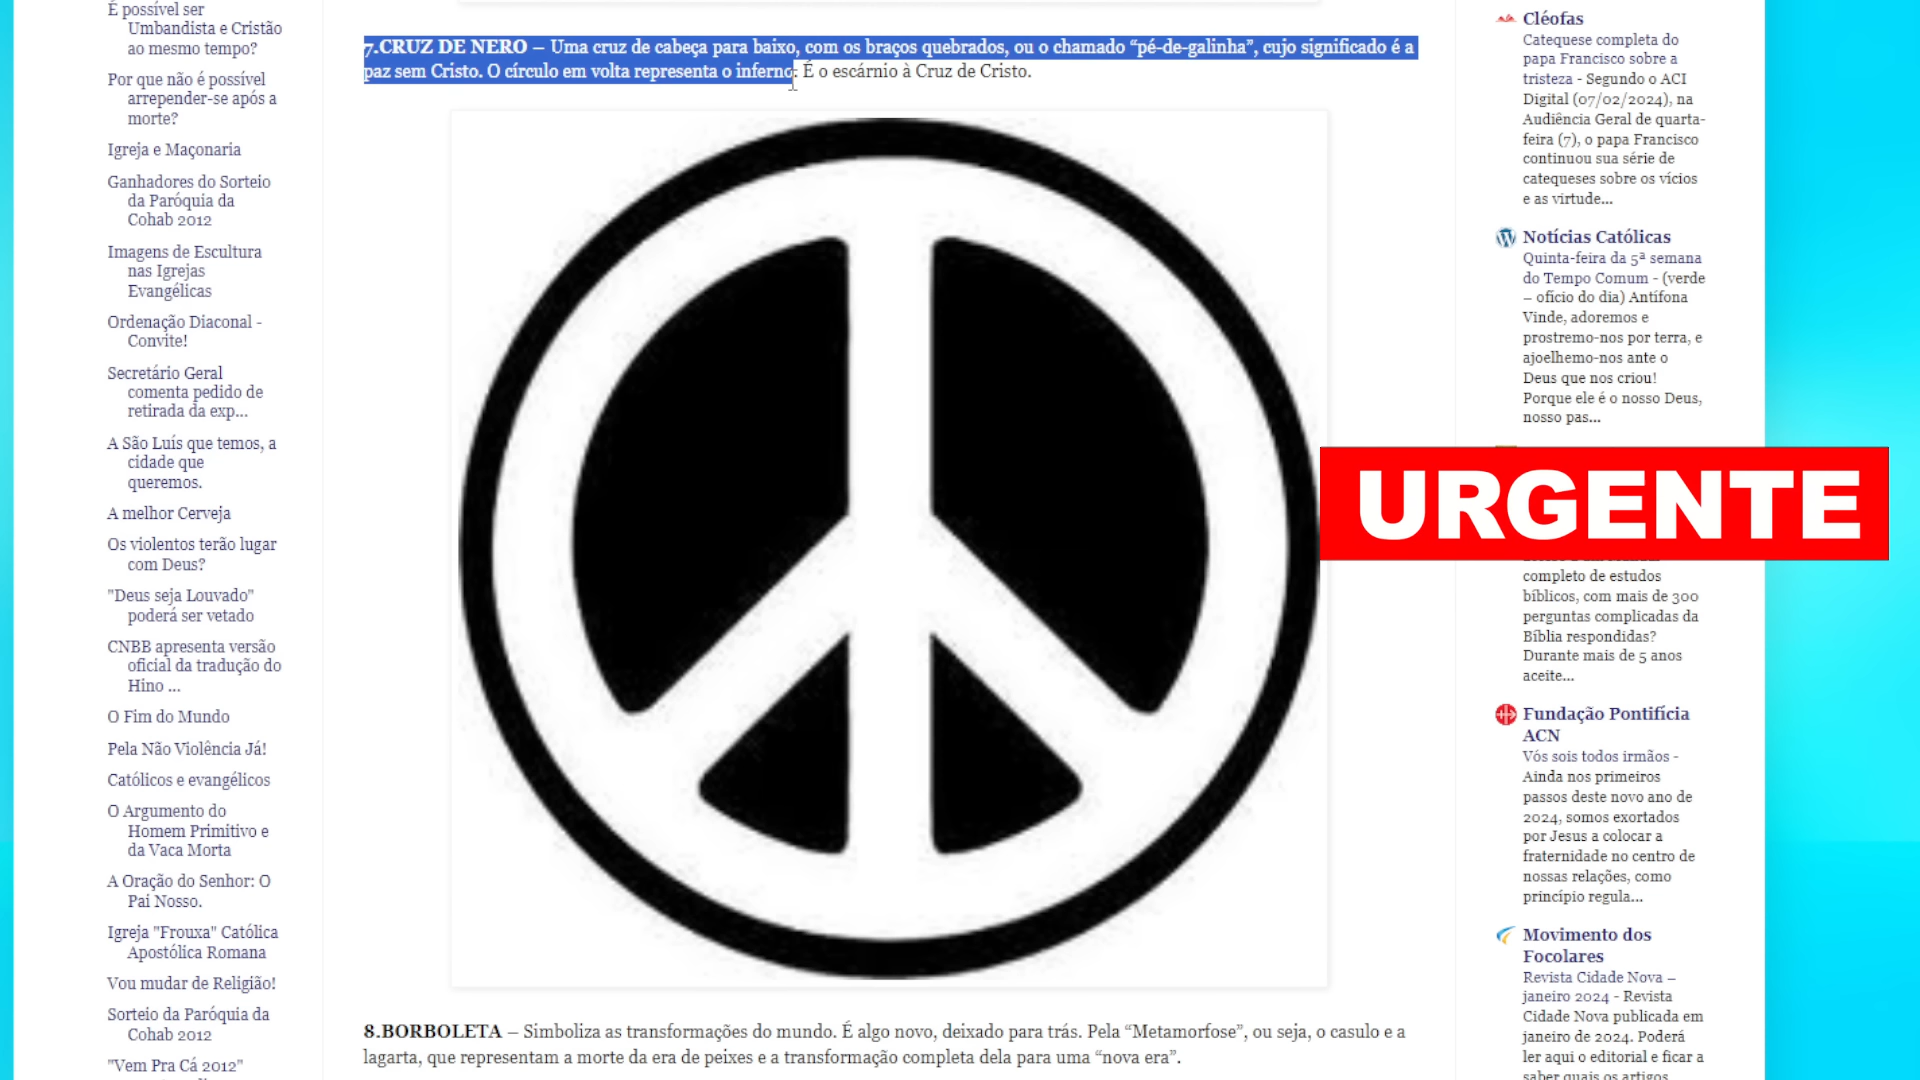 É possível ser
Umbandista e Cristão
ao mesmo tempo?
Por que não é possível
arrepender-se após a
morte?
Igreja e Maçonaria
Ganhadores do Sorteio
da Paróquia da
Cohab 2012
Imagens de Escultura
nas Igrejas
Evangélicas
Ordenação Diaconal -
Convite!
Secretário Geral
comenta pedido de
retirada da exp...
A São Luís que temos, a
cidade que
queremos.
A melhor Cerveja
Os violentos terão lugar
com Deus?
"Deus seja Louvado"
poderá ser vetado
CNBB apresenta versão
oficial da tradução do
Hino ...
O Fim do Mundo
Pela Não Violência Já!
Católicos e evangélicos
O Argumento do
Homem Primitivo e
da Vaca Morta
A Oração do Senhor: O
Pai Nosso.
Igreja "Frouxa" Católica
Apostólica Romana
Vou mudar de Religião!
Sorteio da Paróquia da
Cohab 2012
"Vem Pra Cá 2012"
7.CRUZ DE NERO – Uma cruz de cabeça para baixo, com os braços quebrados, ou o chamado “pé-de-galinha”, cujo significado é a
paz sem Cristo. O círculo em volta representa o inferno: É o escárnio à Cruz de Cristo.
8.BORBOLETA – Simboliza as transformações do mundo. É algo novo, deixado para trás. Pela “Metamorfose”, ou seja, o casulo e a
lagarta, que representam a morte da era de peixes e a transformação completa dela para uma “nova era”.
Cléofas
Catequese completa do
papa Francisco sobre a
tristeza - Segundo o ACI
Digital (07/02/2024), na
Audiência Geral de quarta-
feira (7), o papa Francisco
continuou sua série de
catequeses sobre os vícios
e as virtude...
Notícias Católicas
Quinta-feira da 5ª semana
do Tempo Comum - (verde
– ofício do dia) Antífona
Vinde, adoremos e
prostremo-nos por terra, e
ajoelhemo-nos ante o
Deus que nos criou!
Porque ele é o nosso Deus,
nosso pas...
URGENTE
completo de estudos
bíblicos, com mais de 300
perguntas complicadas da
Bíblia respondidas?
Durante mais de 5 anos
aceite...
Fundação Pontifícia
ACN
Vós sois todos irmãos -
Ainda nos primeiros
passos deste novo ano de
2024, somos exortados
por Jesus a colocar a
fraternidade no centro de
nossas relações, como
princípio regula...
Movimento dos
Focolares
Revista Cidade Nova –
janeiro 2024 - Revista
Cidade Nova publicada em
janeiro de 2024. Poderá
ler aqui o editorial e ficar a
saber quais os artigos